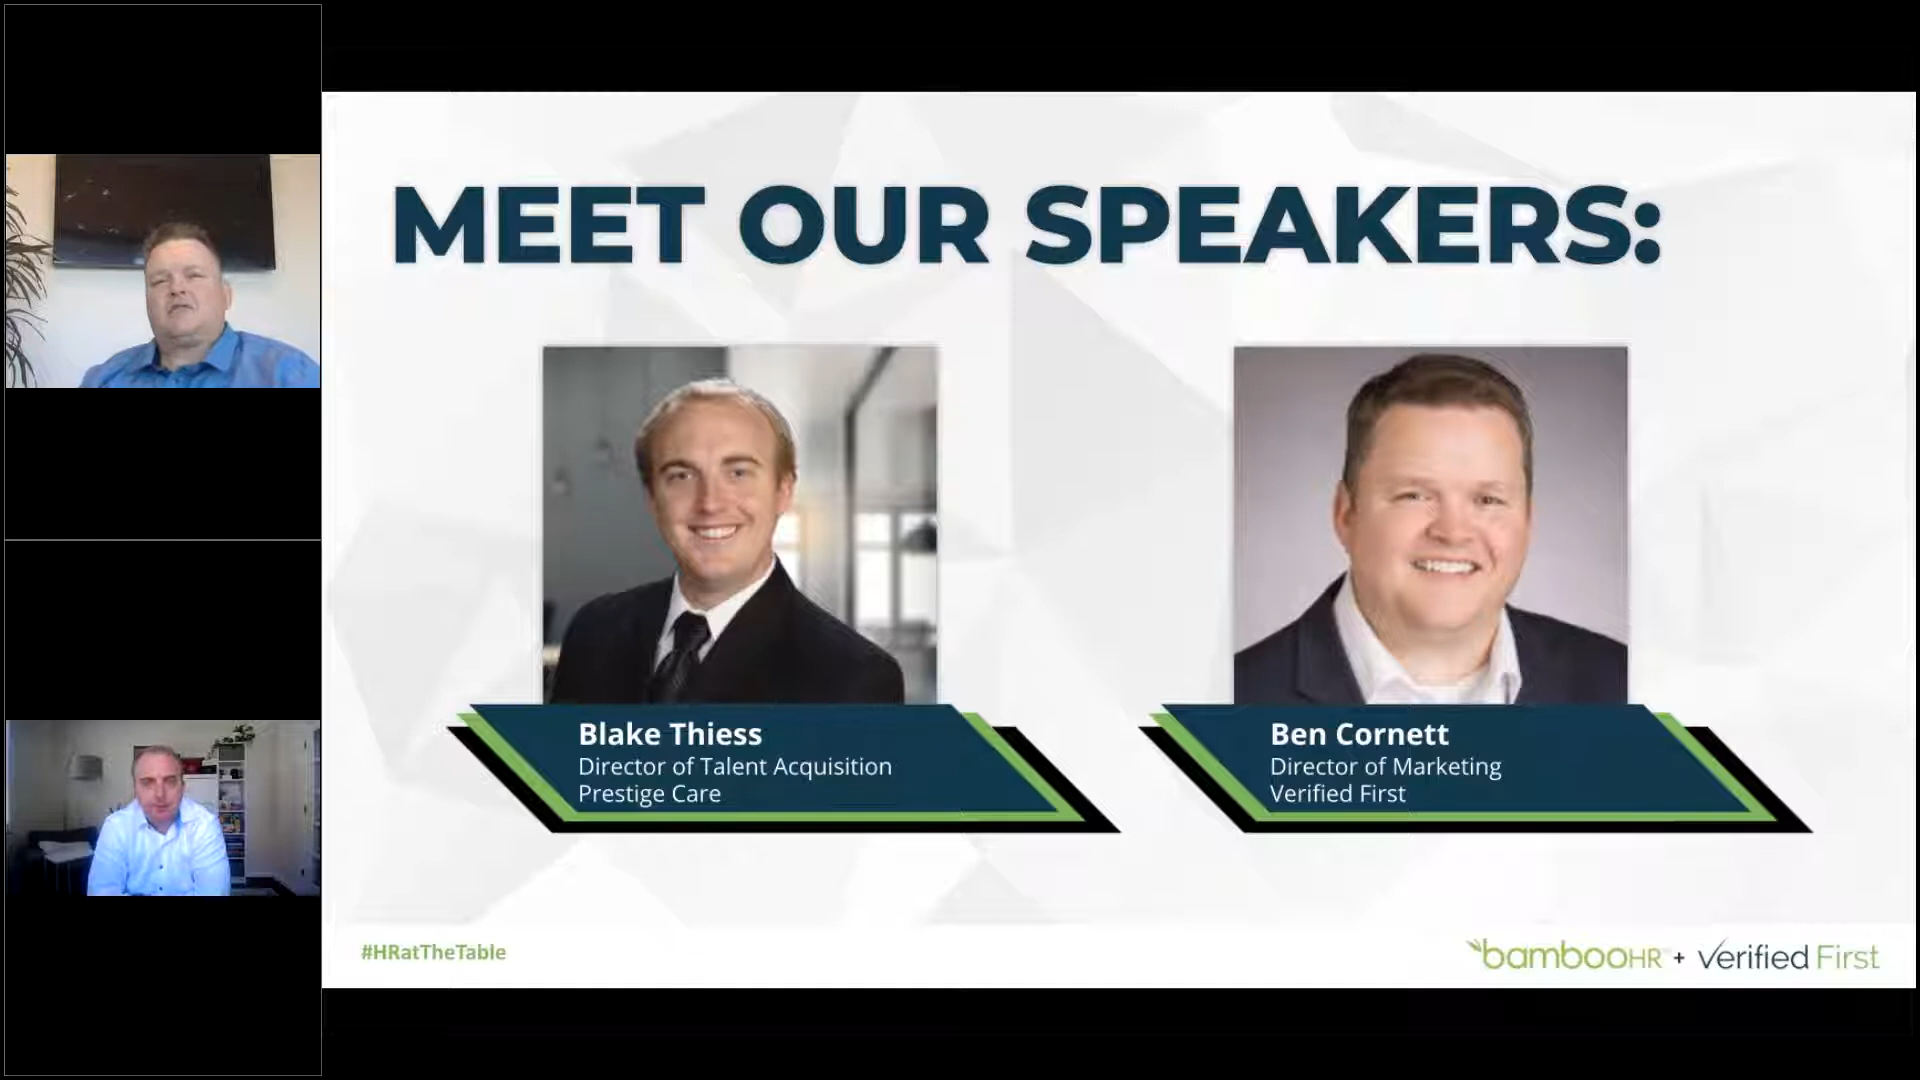 MEET OUR SPEAKERS:
Blake Thiess
Director of Talent Acquisition
Prestige Care
Ben Cornett
Director of Marketing
Verified First
#HRatTheTable
bambooHR + Verified First